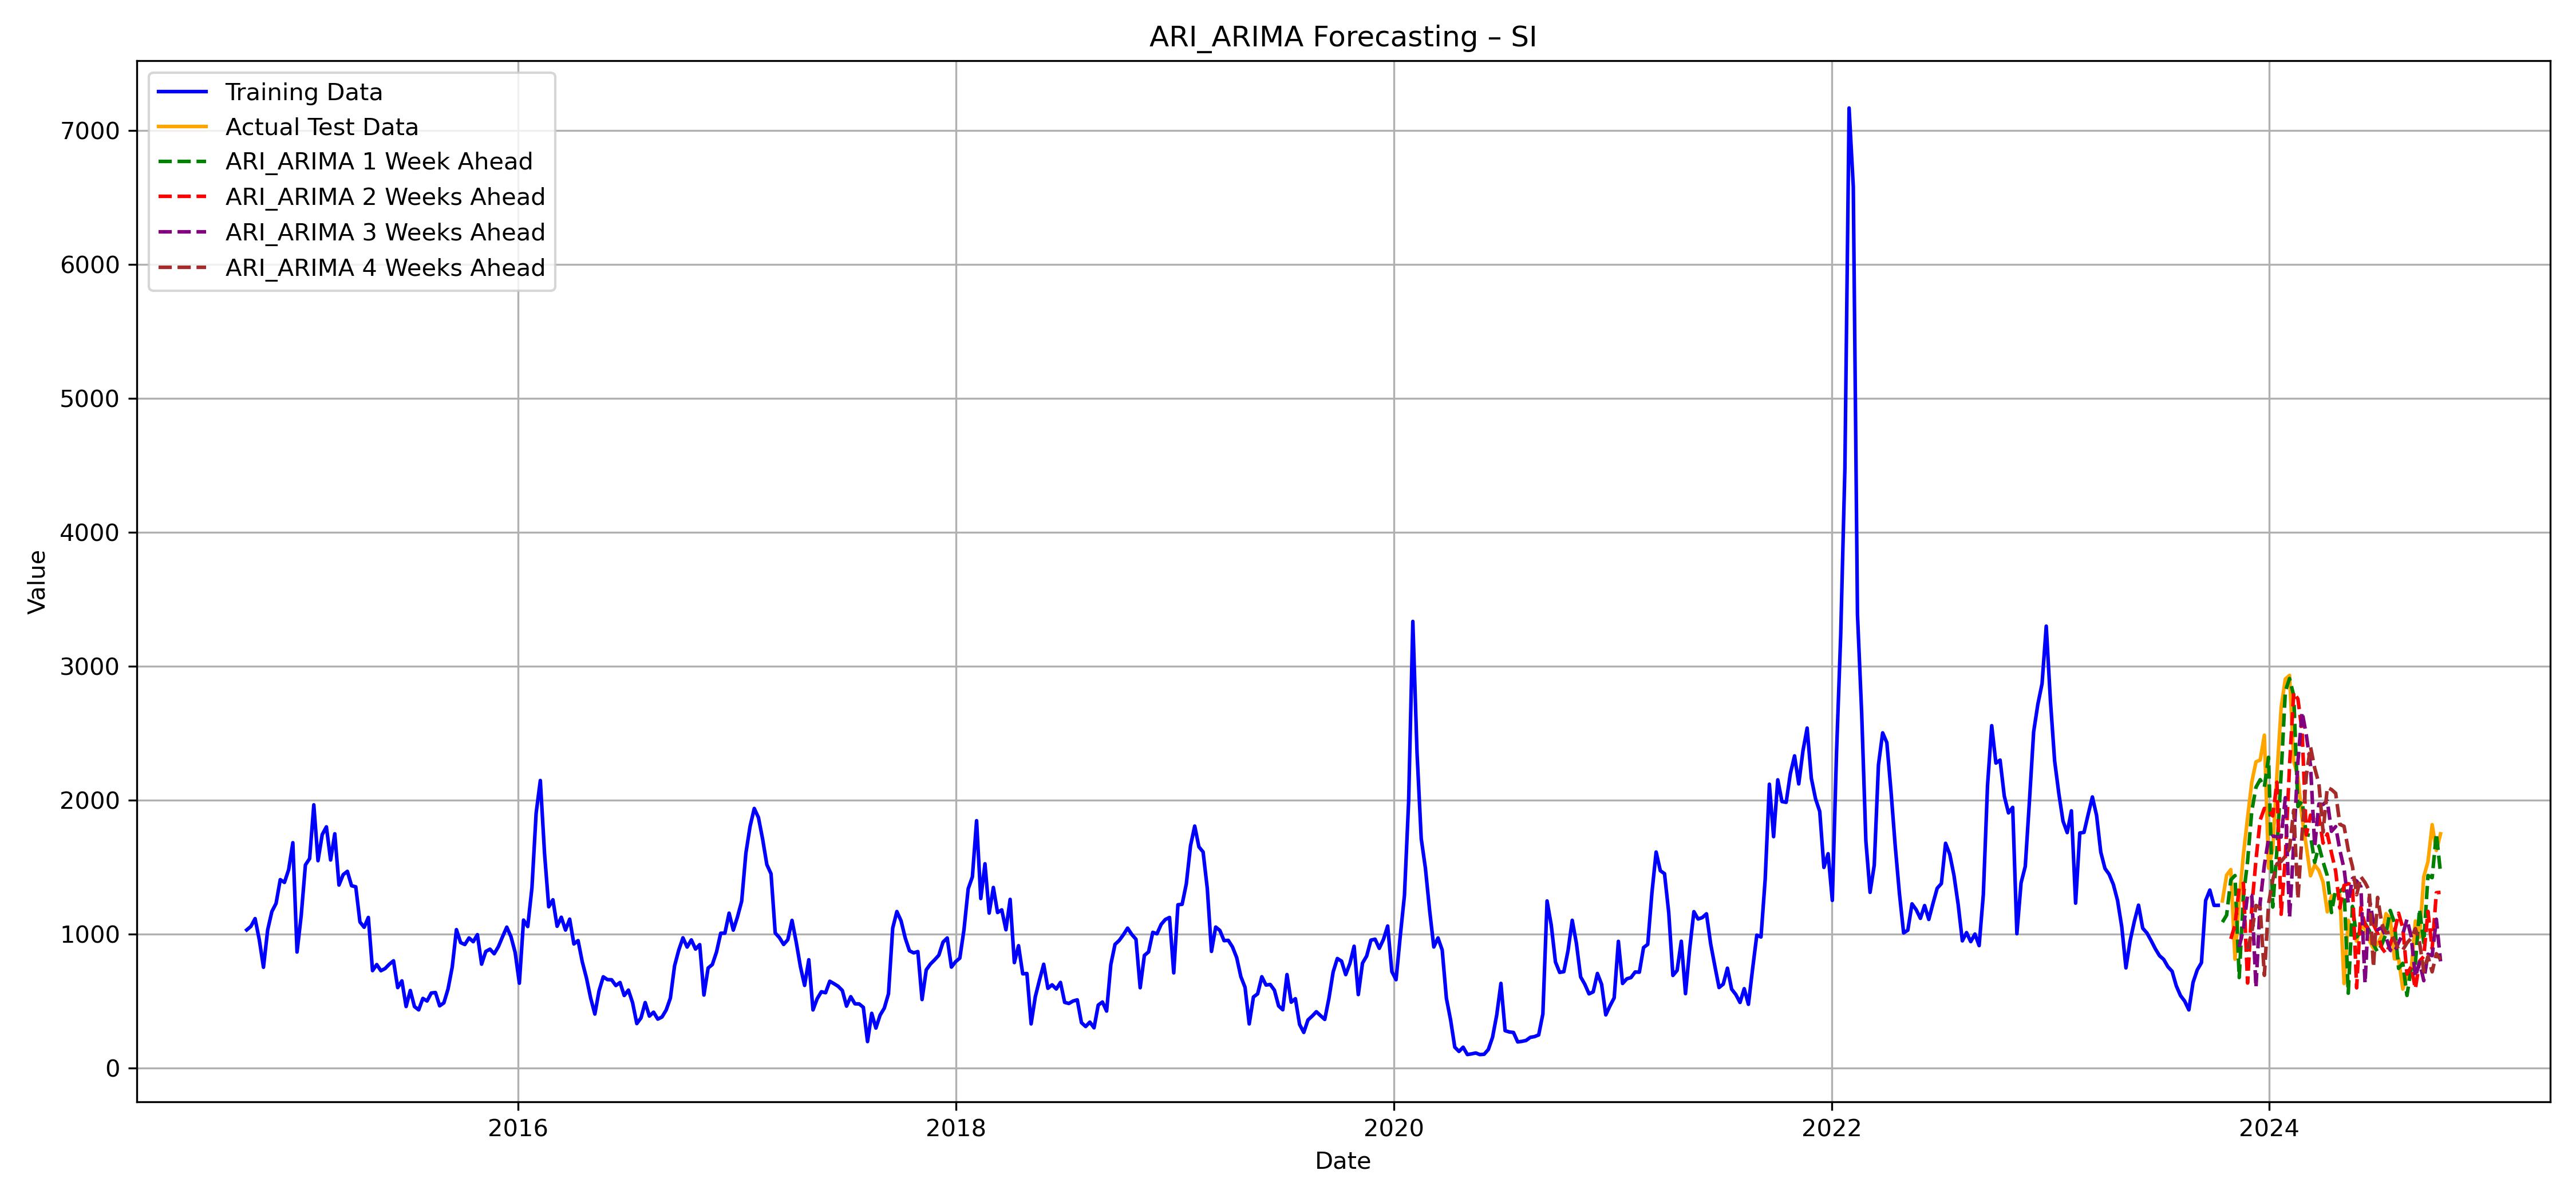 ARI_ARIMA Forecasting – SI
Training Data
Actual Test Data
ARI_ARIMA 1 Week Ahead
ARI_ARIMA 2 Weeks Ahead
ARI_ARIMA 3 Weeks Ahead
ARI_ARIMA 4 Weeks Ahead
7000
6000
5000
4000
3000
2000
1000
0
Value
2016
2018
2020
2022
2024
Date